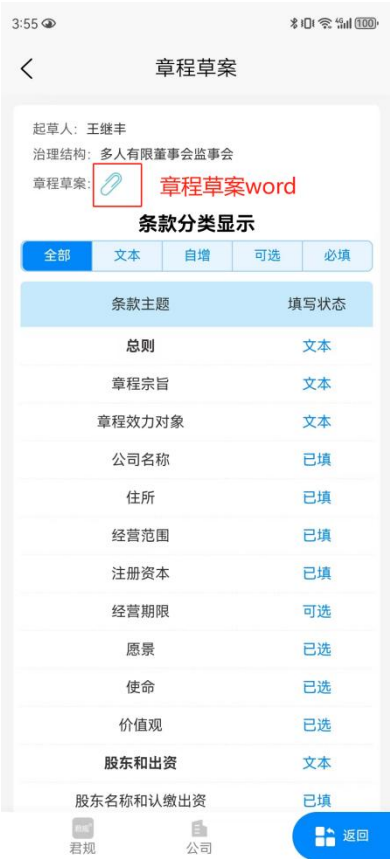 3:55
100
章程草案
起草人：王继丰
治理结构：多人有限董事会监事会
章程草案： 章程草案word
条款分类显示
全部 文本 自增 可选 必填
条款主题 填写状态
总则 文本
章程宗旨 文本
章程效力对象 文本
公司名称 已填
住所 已填
经营范围 已填
注册资本 已填
经营期限 可选
愿景 已选
使命 已选
价值观 已选
股东和出资 文本
股东名称和认缴出资 已填
君规 公司 返回